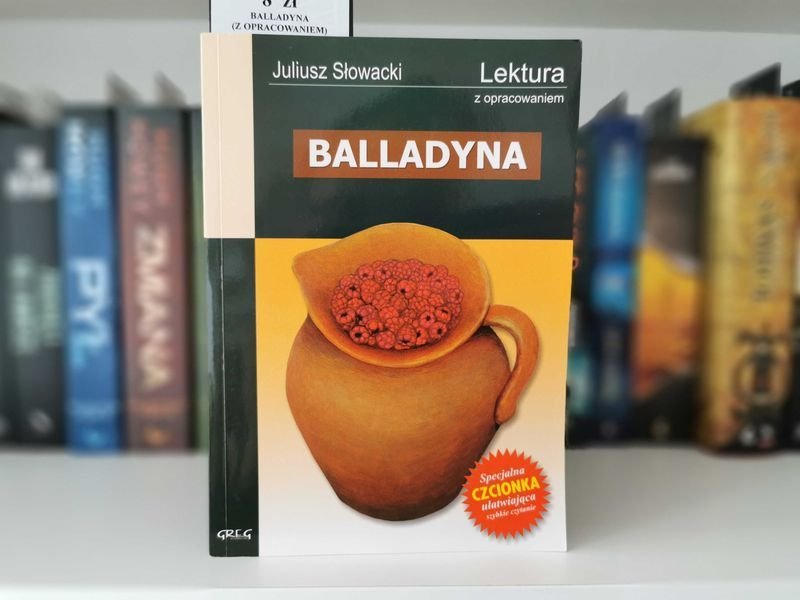 8 zł
BALLADYNA
(Z OPRACOWANIEM)
Juliusz Słowacki
Lektura
z opracowaniem
BALLADYNA
Specjalna
CZCIONKA
ułatwiająca
szybkie czytanie
GREG
PYŁ
ZMIANA